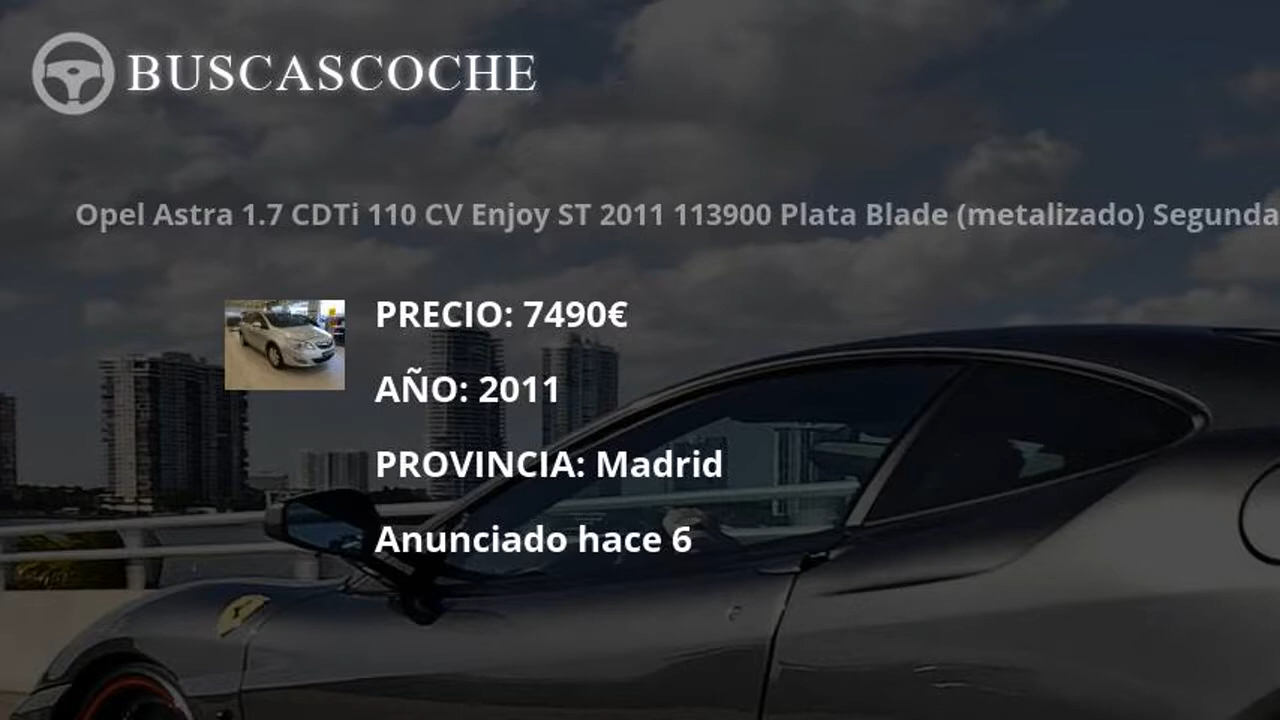 BUSCASCOCHE
Opel Astra 1.7 CDTi 110 CV Enjoy ST 2011 113900 Plata Blade (metalizado) Segunda
PRECIO: 7490€
AÑO: 2011
PROVINCIA: Madrid
Anunciado hace 6